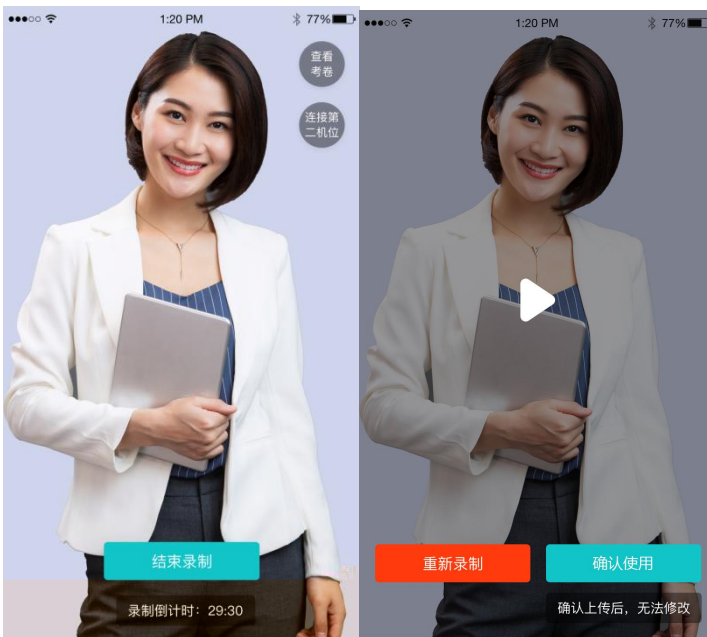 1:20 PM
77%
查看
考卷
连接第
二机位
结束录制
录制倒计时：29:30
1:20 PM
77%
重新录制
确认使用
确认上传后，无法修改